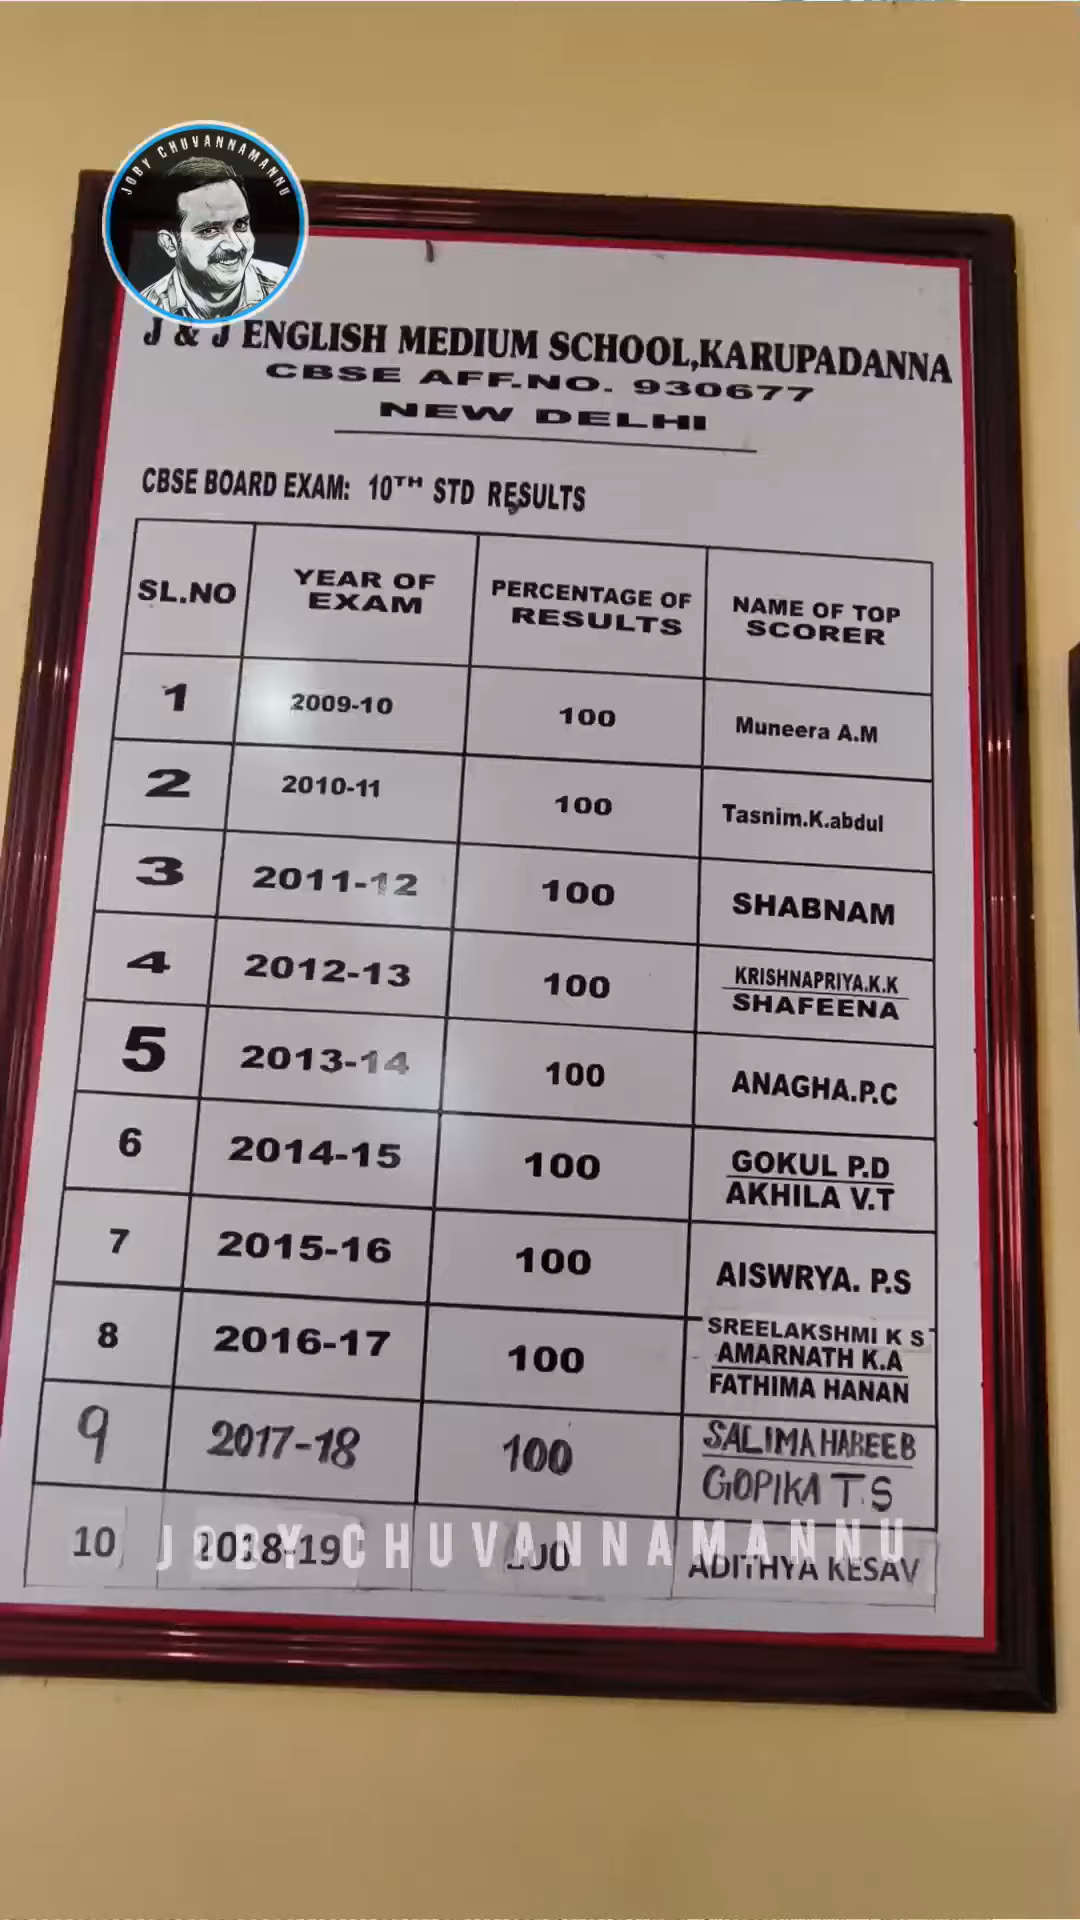 JOBY CHUVANNAMANNU
J & J ENGLISH MEDIUM SCHOOL,KARUPADANNA
CBSE AFF.NO. 930677
NEW DELHI
CBSE BOARD EXAM: 10TH STD RESULTS
SL.NO YEAR OF EXAM PERCENTAGE OF RESULTS NAME OF TOP SCORER
1 2009-10 100 Muneera A.M
2 2010-11 100 Tasnim.K.abdul
3 2011-12 100 SHABNAM
4 2012-13 100 KRISHNAPRIYA.K.K
SHAFEENA
5 2013-14 100 ANAGHA.P.C
6 2014-15 100 GOKUL P.D
AKHILA V.T
7 2015-16 100 AISWRYA. P.S
8 2016-17 100 SREELAKSHMI K S
AMARNATH K.A
FATHIMA HANAN
9 2017-18 100 SALIMA HABEEB
GOPIKA T.S
10 2018-19 100 ADITHYA KESAV
JOBY CHUVANNAMANNU